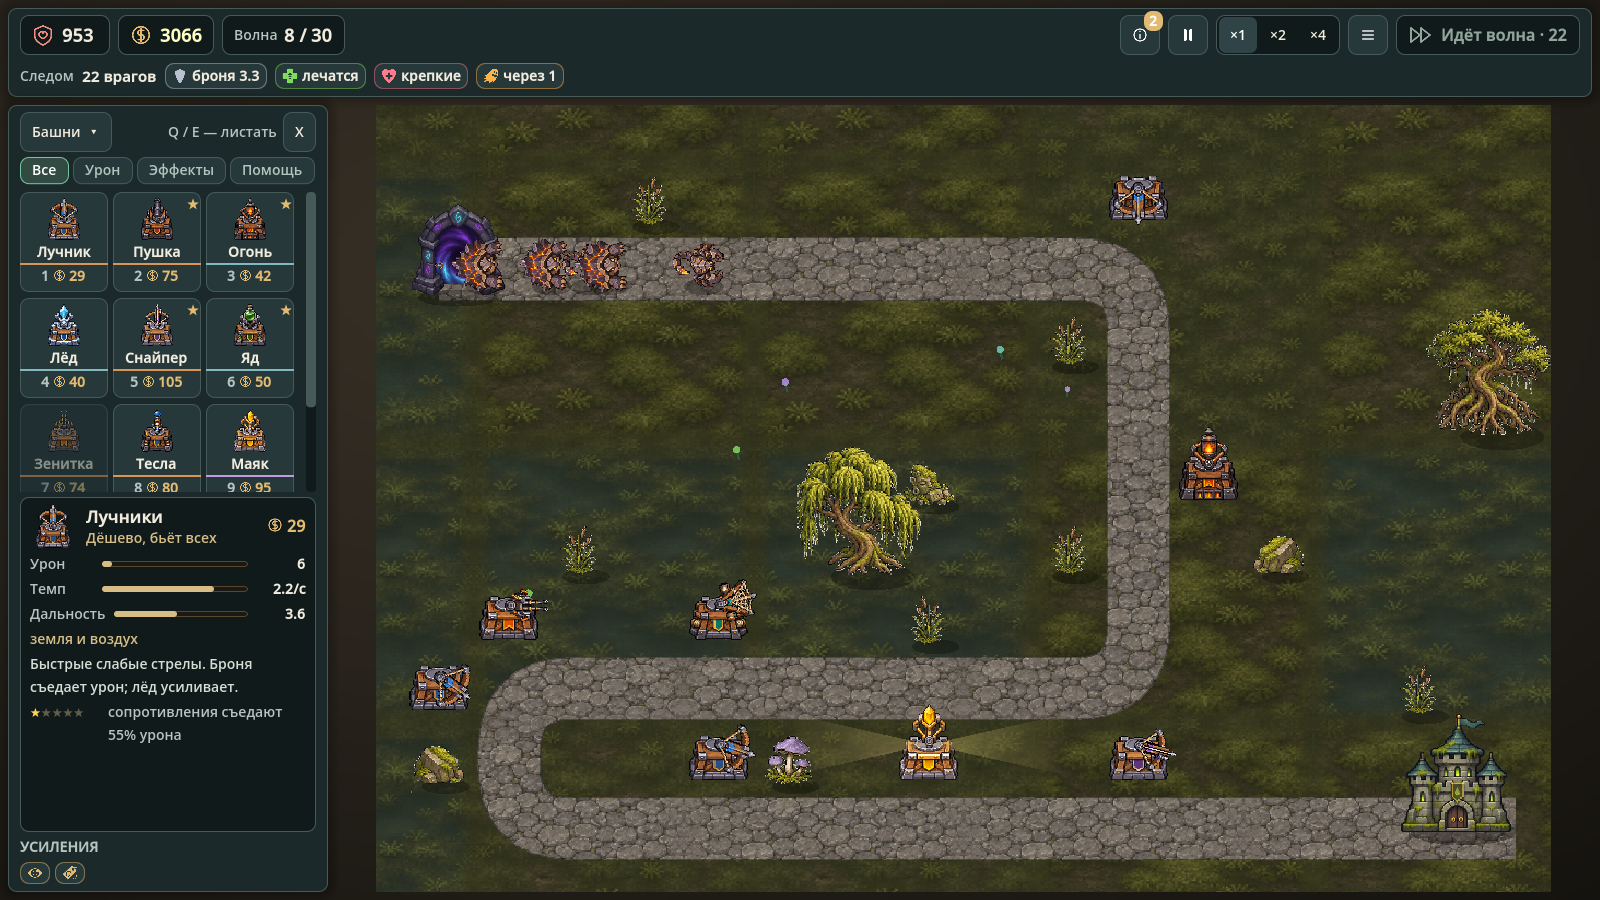 953
3066
Волна 8 / 30
2
×1
×2
×4
Идёт волна · 22
Следом 22 врагов
броня 3.3
лечатся
крепкие
через 1
Башни
Q / E — листать
X
Все
Урон
Эффекты
Помощь
Лучник
Пушка
Огонь
1 29
2 75
3 42
Лёд
Снайпер
Яд
4 40
5 105
6 50
Зенитка
Тесла
Маяк
7 74
8 80
9 95
Лучники
29
Дёшево, бьёт всех
Урон 6
Темп 2.2/с
Дальность 3.6
земля и воздух
Быстрые слабые стрелы. Броня
съедает урон; лёд усиливает.
сопротивления съедают
55% урона
УСИЛЕНИЯ